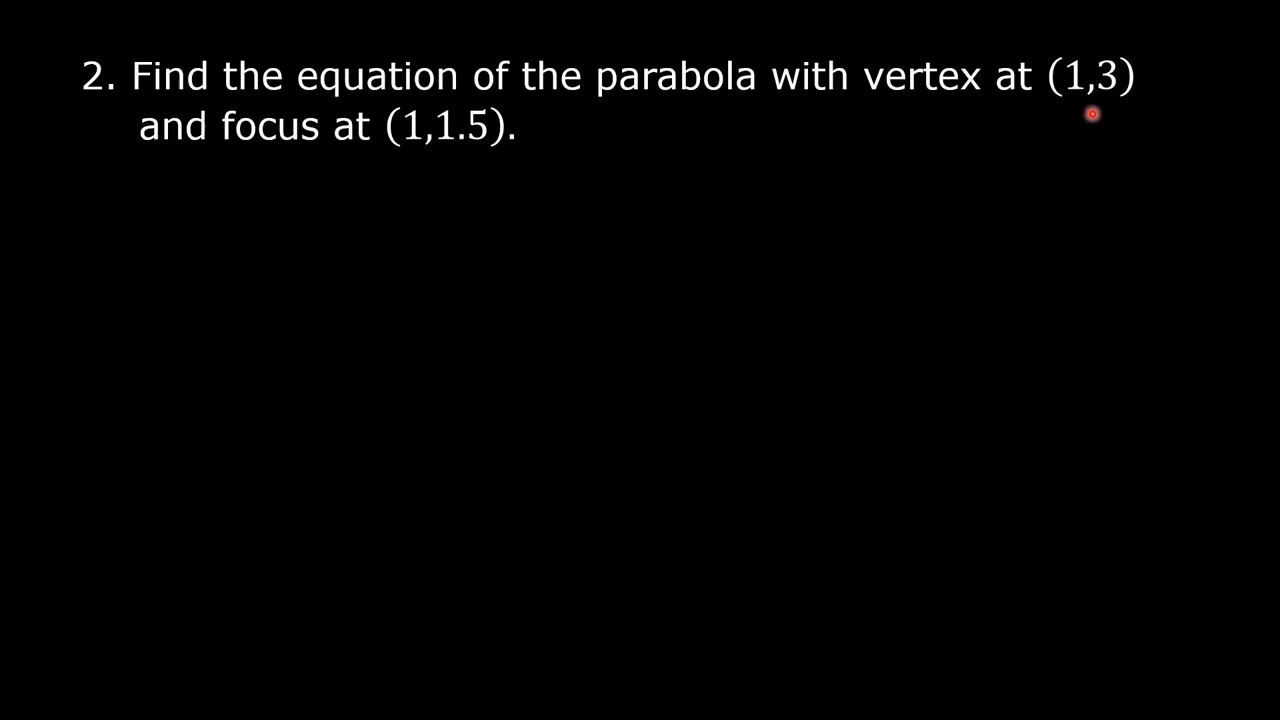 2. Find the equation of the parabola with vertex at (1,3)
and focus at (1,1.5).